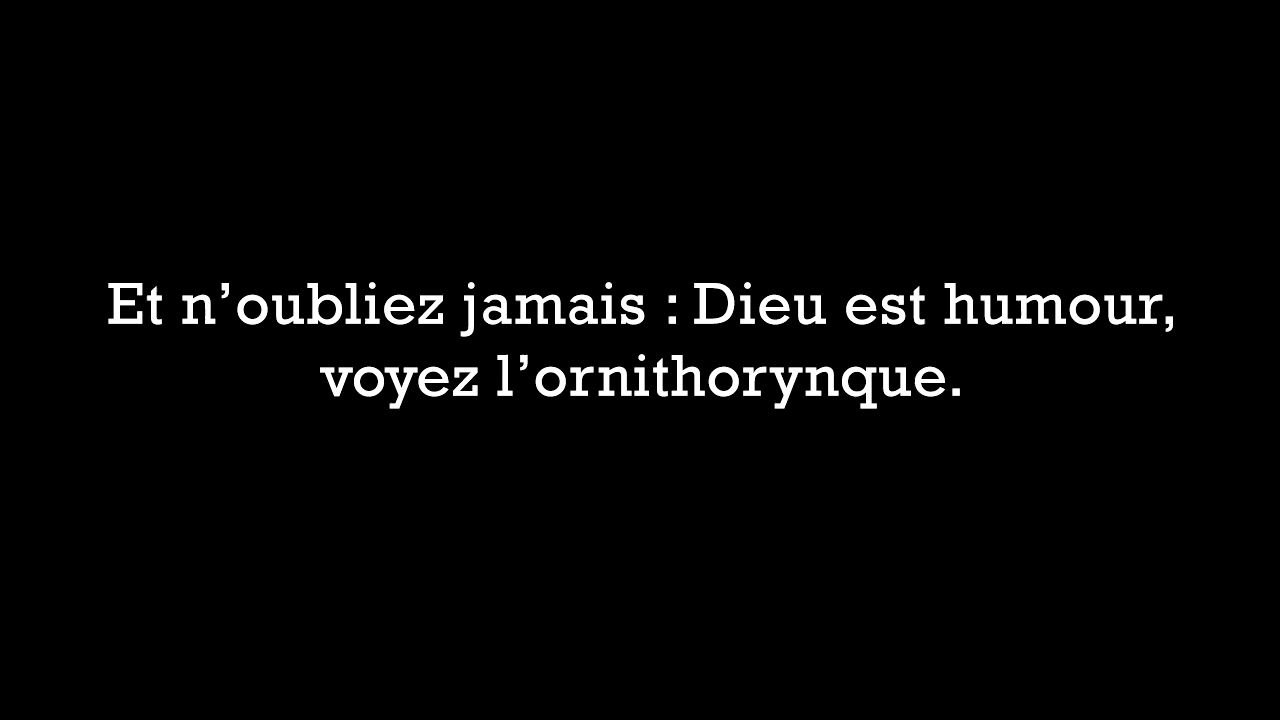 Et n’oubliez jamais : Dieu est humour,
voyez l’ornithorynque.